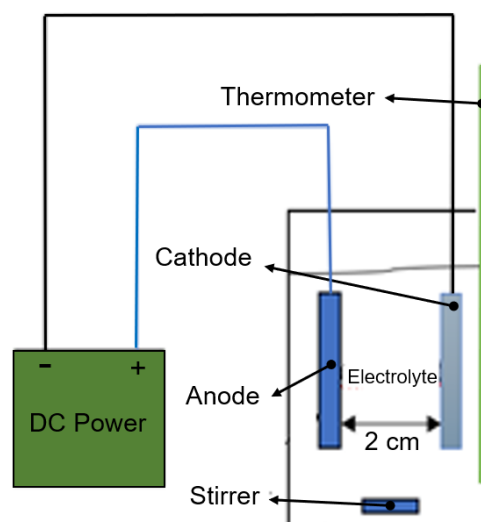 Thermometer
Cathode
- +
DC Power
Electrolyte
Anode
2 cm
Stirrer